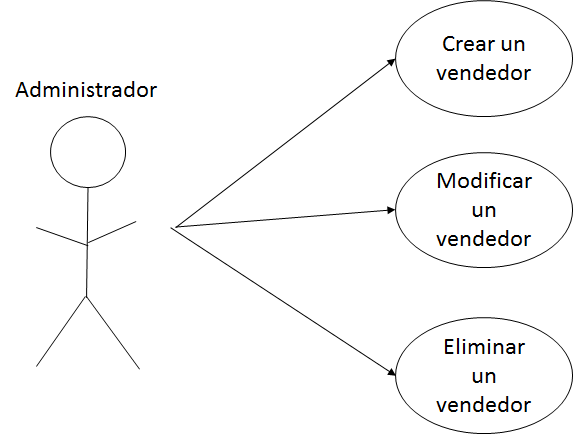 Administrador
Crear un
vendedor
Modificar
un
vendedor
Eliminar
un
vendedor